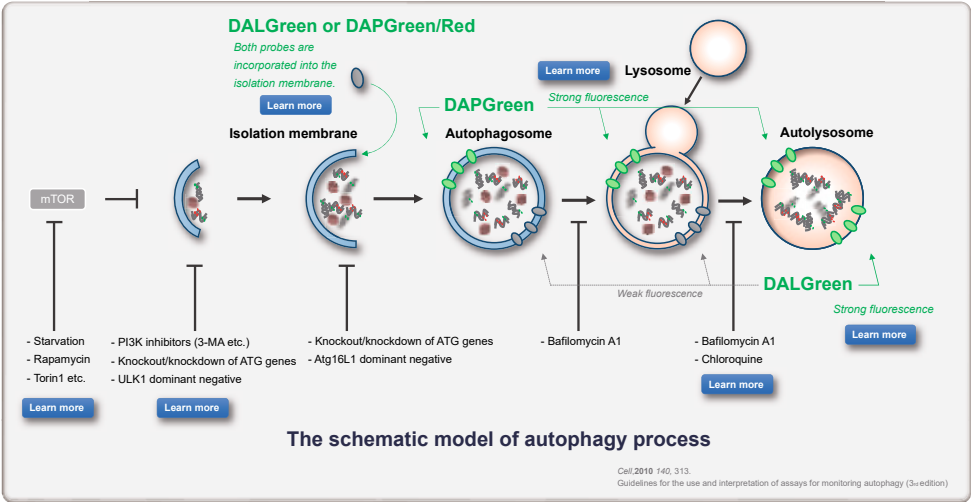 DALGreen or DAPGreen/Red
Both probes are
incorporated into the
isolation membrane.
Learn more
Isolation membrane
DAPGreen
Autophagosome
Learn more
Lysosome
Strong fluorescence
Autolysosome
mTOR
DALGreen
Weak fluorescence
Strong fluorescence
Learn more
- Starvation
- Rapamycin
- Torin1 etc.
Learn more
- PI3K inhibitors (3-MA etc.)
- Knockout/knockdown of ATG genes
- ULK1 dominant negative
Learn more
- Knockout/knockdown of ATG genes
- Atg16L1 dominant negative
- Bafilomycin A1
- Bafilomycin A1
- Chloroquine
Learn more
The schematic model of autophagy process
Cell,2010 140, 313.
Guidelines for the use and interpretation of assays for monitoring autophagy (3rd edition)